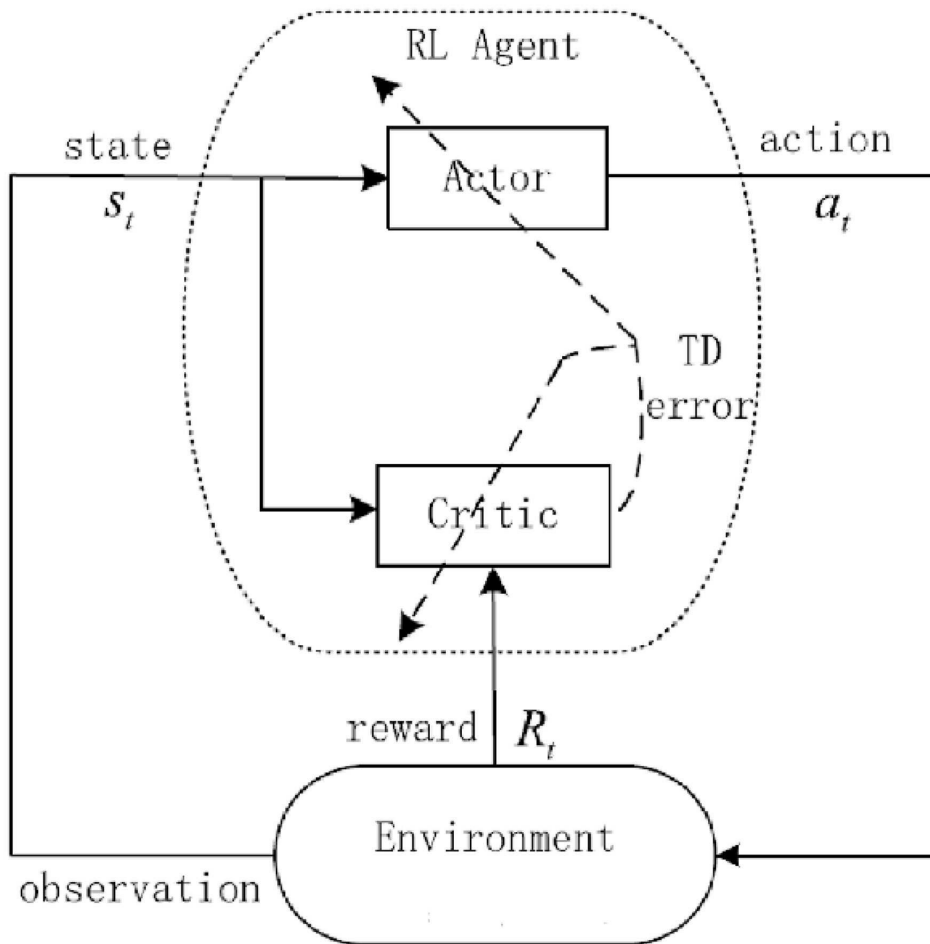 RL Agent
state
action
Actor
s_t
a_t
TD
error
Critic
reward
R_t
Environment
observation